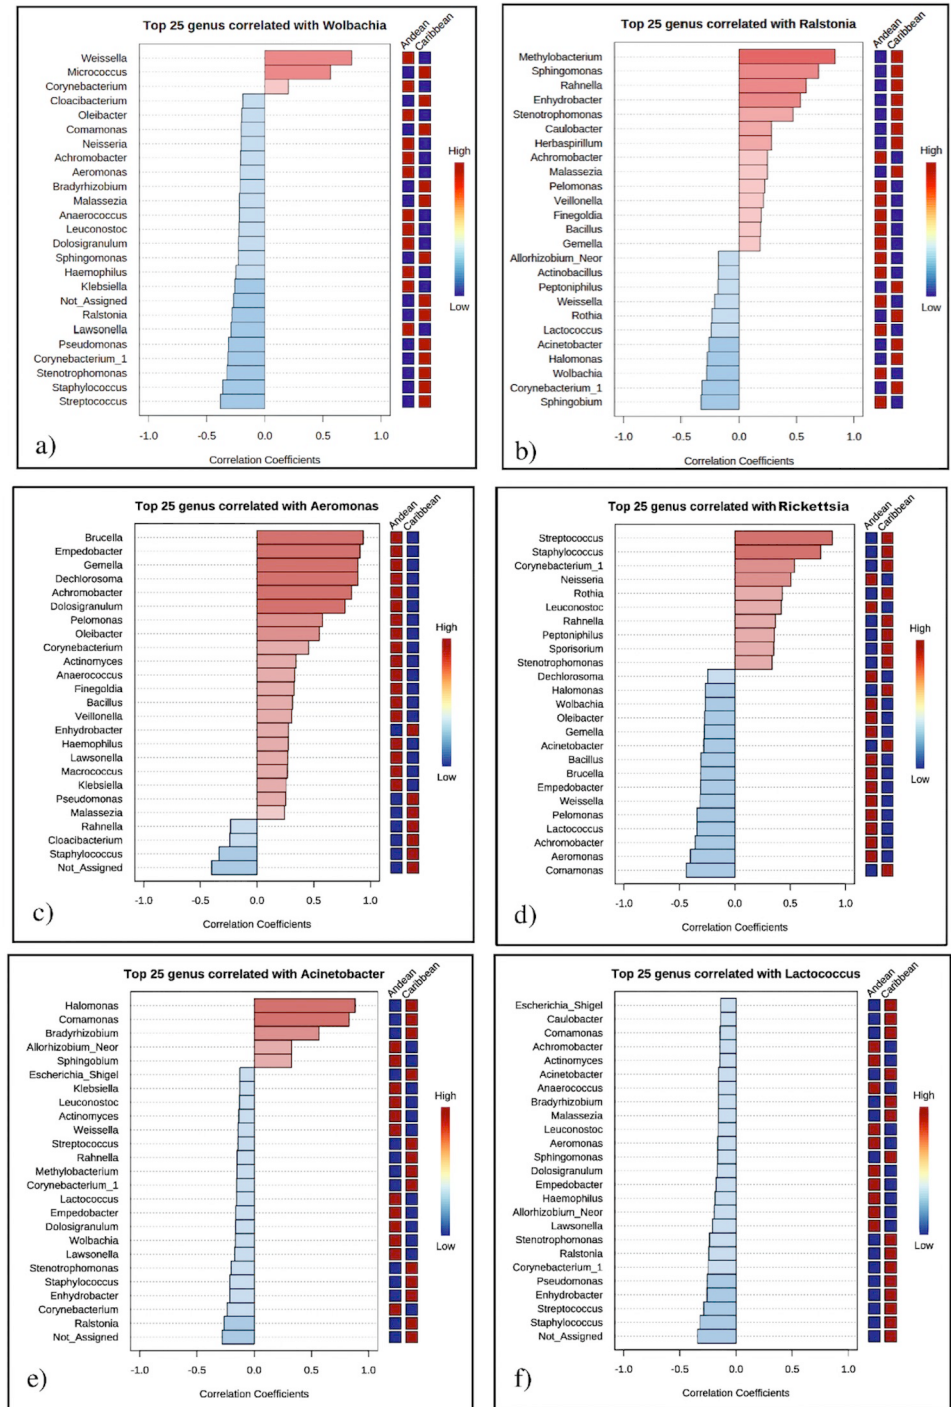 Top 25 genus correlated with Wolbachia
Andean
Caribbean
Weissella
Micrococcus
Corynebacterium
Cloacibacterium
Oleibacter
Comamonas
Neisseria
Achromobacter
Aeromonas
Bradyrhizobium
Malassezia
Anaerococcus
Leuconostoc
Dolosigranulum
Sphingomonas
Haemophilus
Klebsiella
Not_Assigned
Ralstonia
Lawsonella
Pseudomonas
Corynebacterium_1
Stenotrophomonas
Staphylococcus
Streptococcus
High
Low
-1.0 -0.5 0.0 0.5 1.0
Correlation Coefficients
a)
Top 25 genus correlated with Ralstonia
Andean
Caribbean
Methylobacterium
Sphingomonas
Rahnella
Enhydrobacter
Stenotrophomonas
Caulobacter
Herbaspirillum
Achromobacter
Malassezia
Pelomonas
Veillonella
Finegoldia
Bacillus
Gemella
Allorhizobium_Neor
Actinobacillus
Peptoniphilus
Weissella
Rothia
Lactococcus
Acinetobacter
Halomonas
Wolbachia
Corynebacterium_1
Sphingobium
High
Low
-1.0 -0.5 0.0 0.5 1.0
Correlation Coefficients
b)
Top 25 genus correlated with Aeromonas
Andean
Caribbean
Brucella
Empedobacter
Gemella
Dechlorosoma
Achromobacter
Dolosigranulum
Pelomonas
Oleibacter
Corynebacterium
Actinomyces
Anaerococcus
Finegoldia
Bacillus
Veillonella
Enhydrobacter
Haemophilus
Lawsonella
Macrococcus
Klebsiella
Pseudomonas
Malassezia
Rahnella
Cloacibacterium
Staphylococcus
Not_Assigned
High
Low
-1.0 -0.5 0.0 0.5 1.0
Correlation Coefficients
c)
Top 25 genus correlated with Rickettsia
Andean
Caribbean
Streptococcus
Staphylococcus
Corynebacterium_1
Neisseria
Rothia
Leuconostoc
Rahnella
Peptoniphilus
Sporisorium
Stenotrophomonas
Dechlorosoma
Halomonas
Wolbachia
Oleibacter
Gemella
Acinetobacter
Bacillus
Brucella
Empedobacter
Weissella
Pelomonas
Lactococcus
Achromobacter
Aeromonas
Comamonas
High
Low
-1.0 -0.5 0.0 0.5 1.0
Correlation Coefficients
d)
Top 25 genus correlated with Acinetobacter
Andean
Caribbean
Halomonas
Comamonas
Bradyrhizobium
Allorhizobium_Neor
Sphingobium
Escherichia_Shigel
Klebsiella
Leuconostoc
Actinomyces
Weissella
Streptococcus
Rahnella
Methylobacterium
Corynebacterium_1
Lactococcus
Empedobacter
Dolosigranulum
Wolbachia
Lawsonella
Stenotrophomonas
Staphylococcus
Enhydrobacter
Corynebacterium
Ralstonia
Not_Assigned
High
Low
-1.0 -0.5 0.0 0.5 1.0
Correlation Coefficients
e)
Top 25 genus correlated with Lactococcus
Andean
Caribbean
Escherichia_Shigel
Caulobacter
Comamonas
Achromobacter
Actinomyces
Acinetobacter
Anaerococcus
Bradyrhizobium
Malassezia
Leuconostoc
Aeromonas
Sphingomonas
Dolosigranulum
Empedobacter
Haemophilus
Allorhizobium_Neor
Lawsonella
Stenotrophomonas
Ralstonia
Corynebacterium_1
Pseudomonas
Enhydrobacter
Streptococcus
Staphylococcus
Not_Assigned
High
Low
-1.0 -0.5 0.0 0.5 1.0
Correlation Coefficients
f)